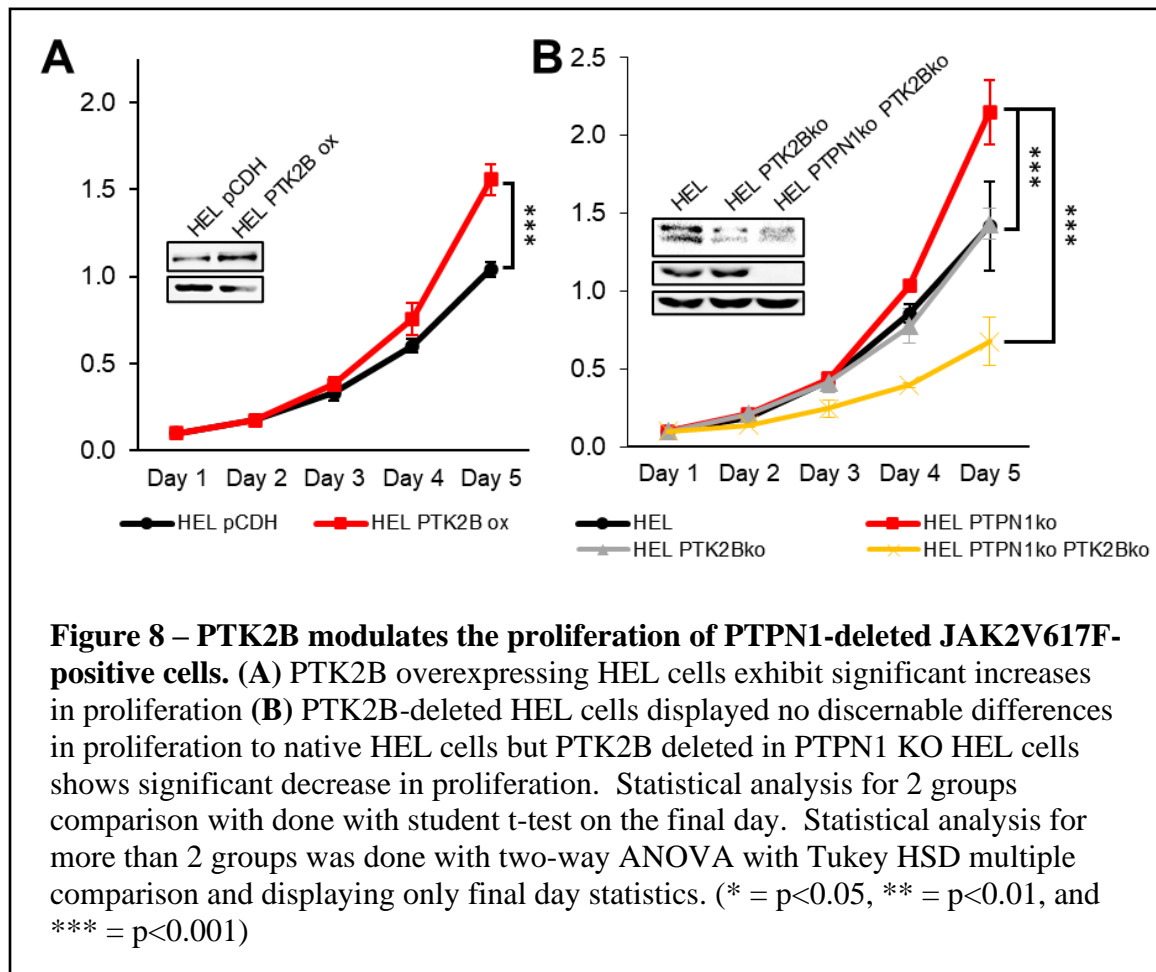 A
2.0
1.5
1.0
0.5
0.0
HEL pCDH
HEL PTK2B ox
***
Day 1 Day 2 Day 3 Day 4 Day 5
HEL pCDH HEL PTK2B ox
B
2.5
2.0
1.5
1.0
0.5
0.0
HEL
HEL PTK2Bko
HEL PTPN1ko PTK2Bko
***
***
Day 1 Day 2 Day 3 Day 4 Day 5
HEL HEL PTPN1ko
HEL PTK2Bko HEL PTPN1ko PTK2Bko
Figure 8 – PTK2B modulates the proliferation of PTPN1-deleted JAK2V617F-
positive cells. (A) PTK2B overexpressing HEL cells exhibit significant increases
in proliferation (B) PTK2B-deleted HEL cells displayed no discernable differences
in proliferation to native HEL cells but PTK2B deleted in PTPN1 KO HEL cells
shows significant decrease in proliferation. Statistical analysis for 2 groups
comparison with done with student t-test on the final day. Statistical analysis for
more than 2 groups was done with two-way ANOVA with Tukey HSD multiple
comparison and displaying only final day statistics. (* = p<0.05, ** = p<0.01, and
*** = p<0.001)